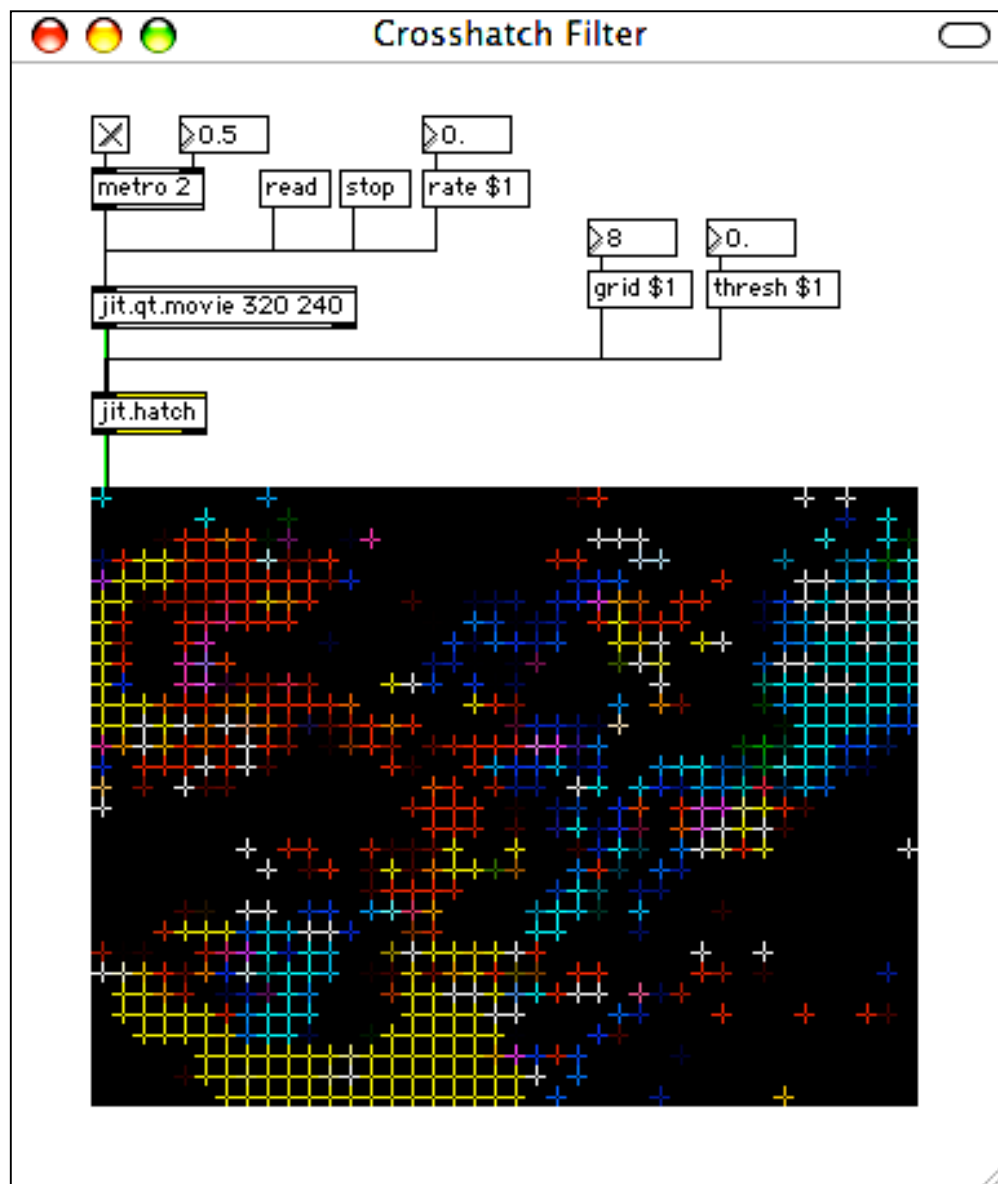 Crosshatch Filter
0.5
0.
metro 2
read
stop
rate $1
8
0.
grid $1
thresh $1
jit.qt.movie 320 240
jit.hatch